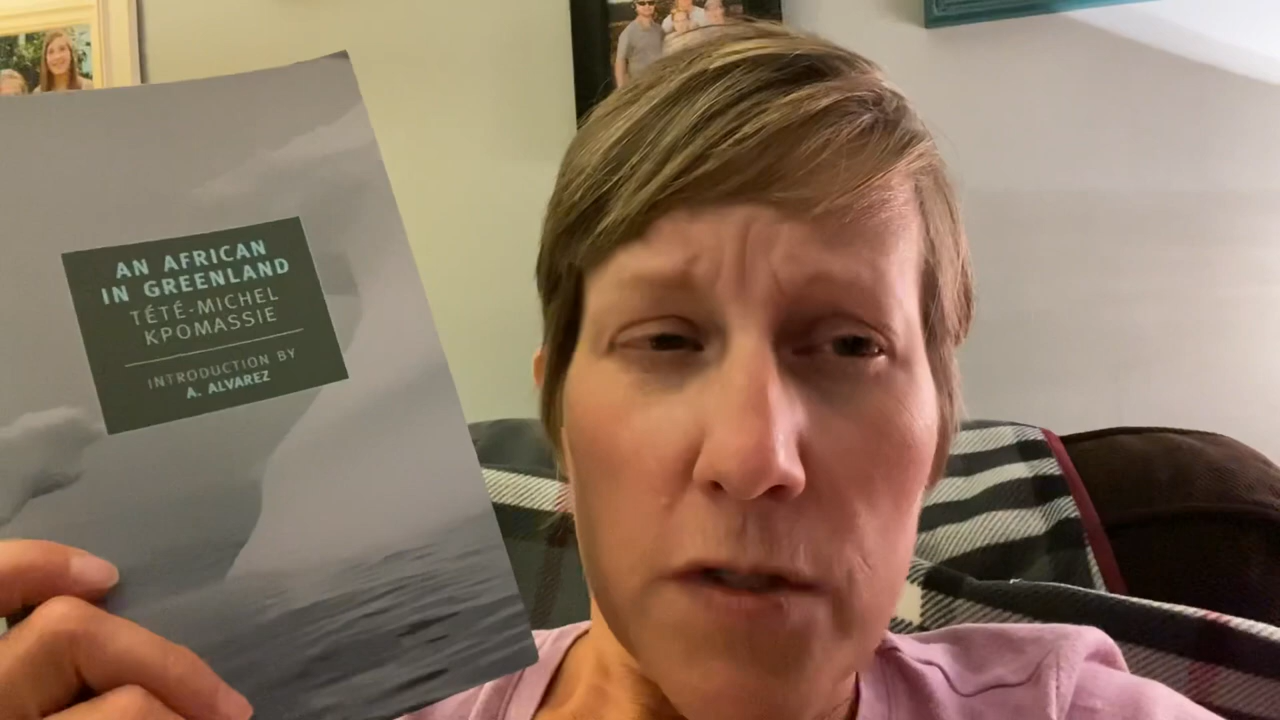 AN AFRICAN
IN GREENLAND
TÉTÉ-MICHEL
KPOMASSIE
INTRODUCTION BY
A. ALVAREZ